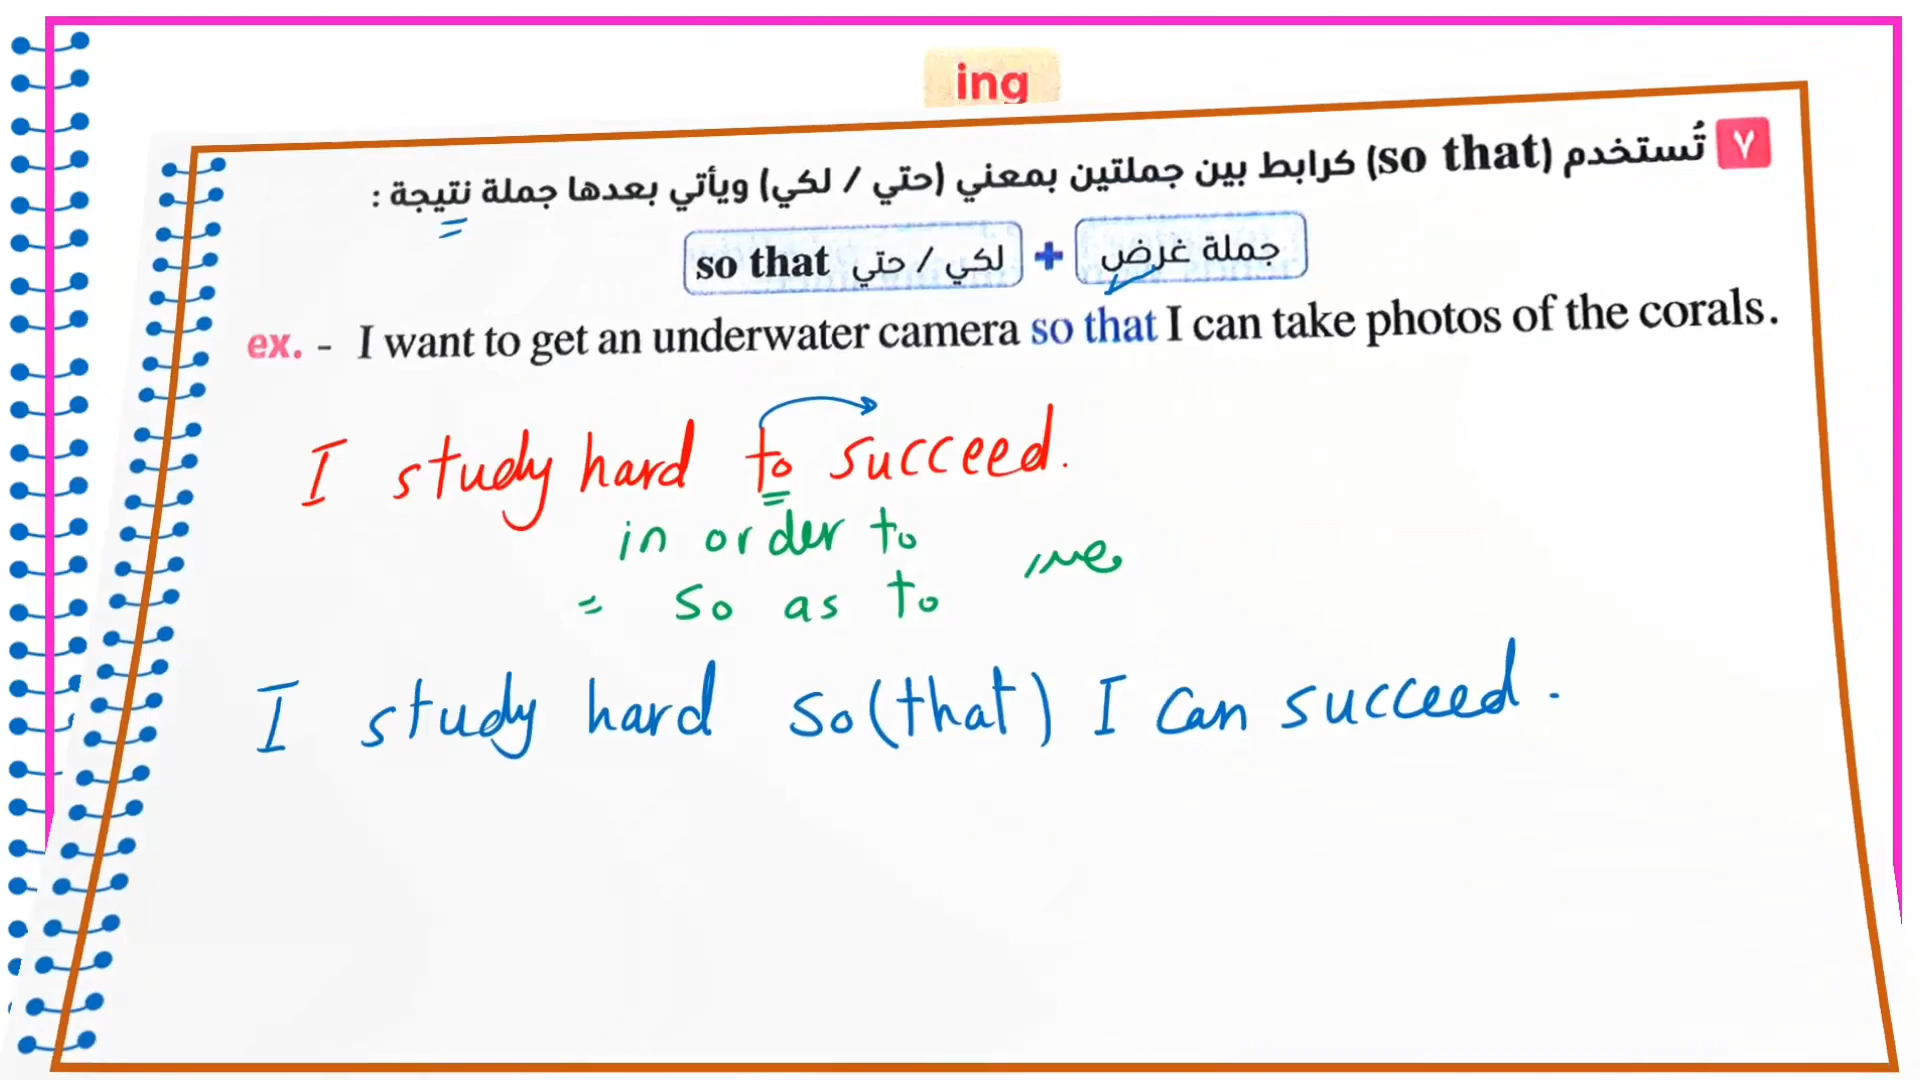 ing
٧ تُستخدم (so that) كرابط بين جملتين بمعني (حتي / لكي) ويأتي بعدها جملة نتيجة :
so that لكي / حتي + جملة غرض
ex. - I want to get an underwater camera so that I can take photos of the corals.
I study hard to succeed.
in order to
= so as to مصدر
I study hard so(that) I can succeed.